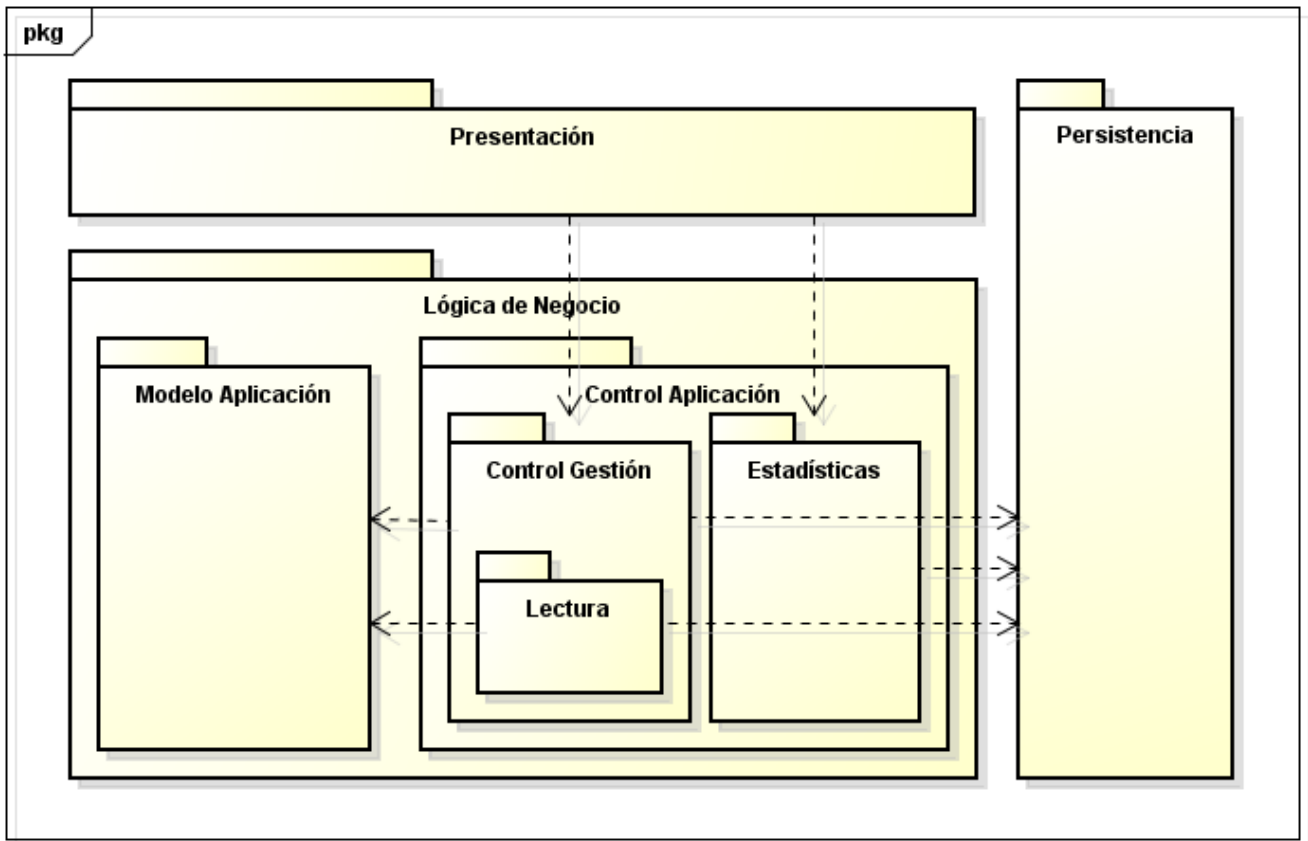 pkg
Presentación
Persistencia
Lógica de Negocio
Modelo Aplicación
Control Aplicación
Control Gestión
Estadísticas
Lectura